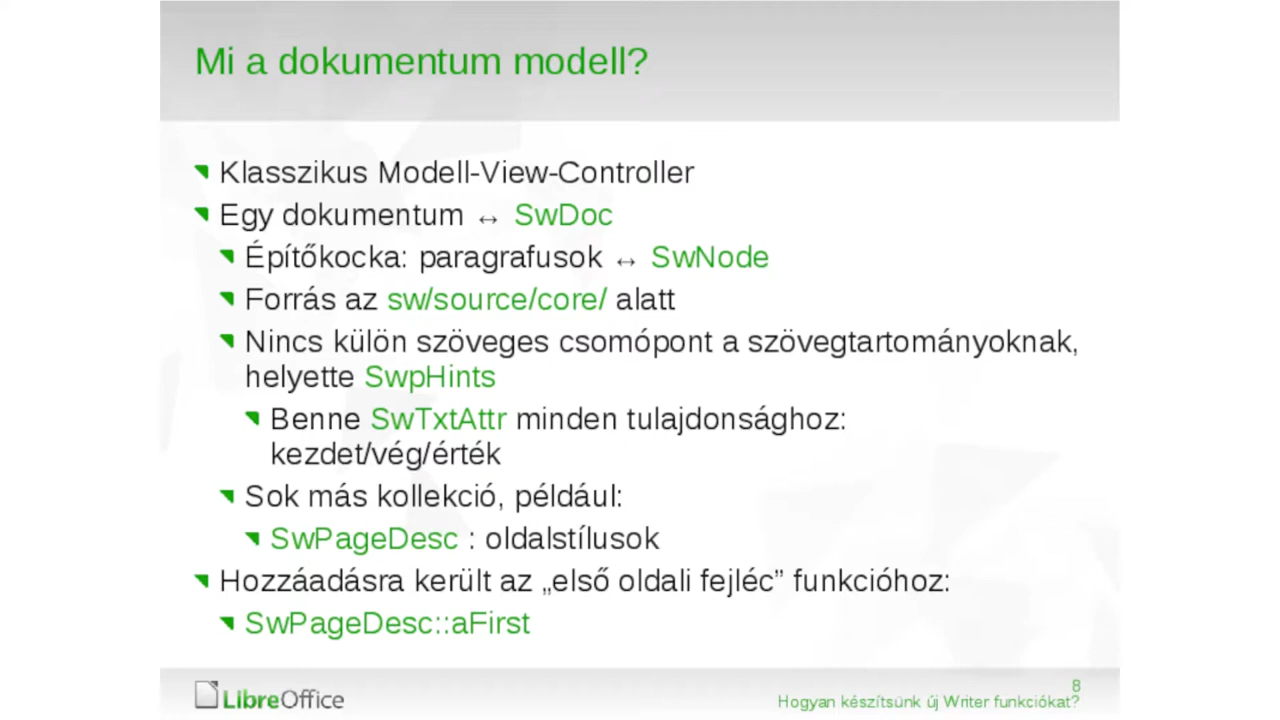 Mi a dokumentum modell?
Klasszikus Modell-View-Controller
Egy dokumentum ↔ SwDoc
Építőkocka: paragrafusok ↔ SwNode
Forrás az sw/source/core/ alatt
Nincs külön szöveges csomópont a szövegtartományoknak,
helyette SwpHints
Benne SwTxtAttr minden tulajdonsághoz:
kezdet/vég/érték
Sok más kollekció, például:
SwPageDesc : oldalstílusok
Hozzáadásra került az „első oldali fejléc” funkcióhoz:
SwPageDesc::aFirst
LibreOffice
8
Hogyan készítsünk új Writer funkciókat?